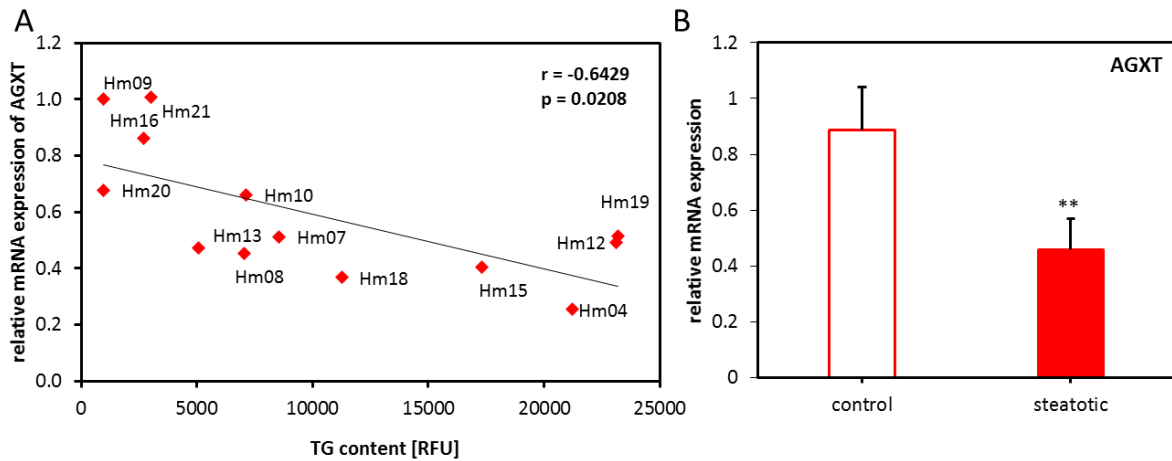 A
relative mRNA expression of AGXT
1.2
1.0
0.8
0.6
0.4
0.2
0.0
r = -0.6429
p = 0.0208
Hm09
Hm21
Hm16
Hm20
Hm10
Hm19
Hm13
Hm07
Hm12
Hm08
Hm18
Hm15
Hm04
0
5000
10000
15000
20000
25000
TG content [RFU]
B
relative mRNA expression
1.2
1
0.8
0.6
0.4
0.2
0
AGXT
**
control
steatotic